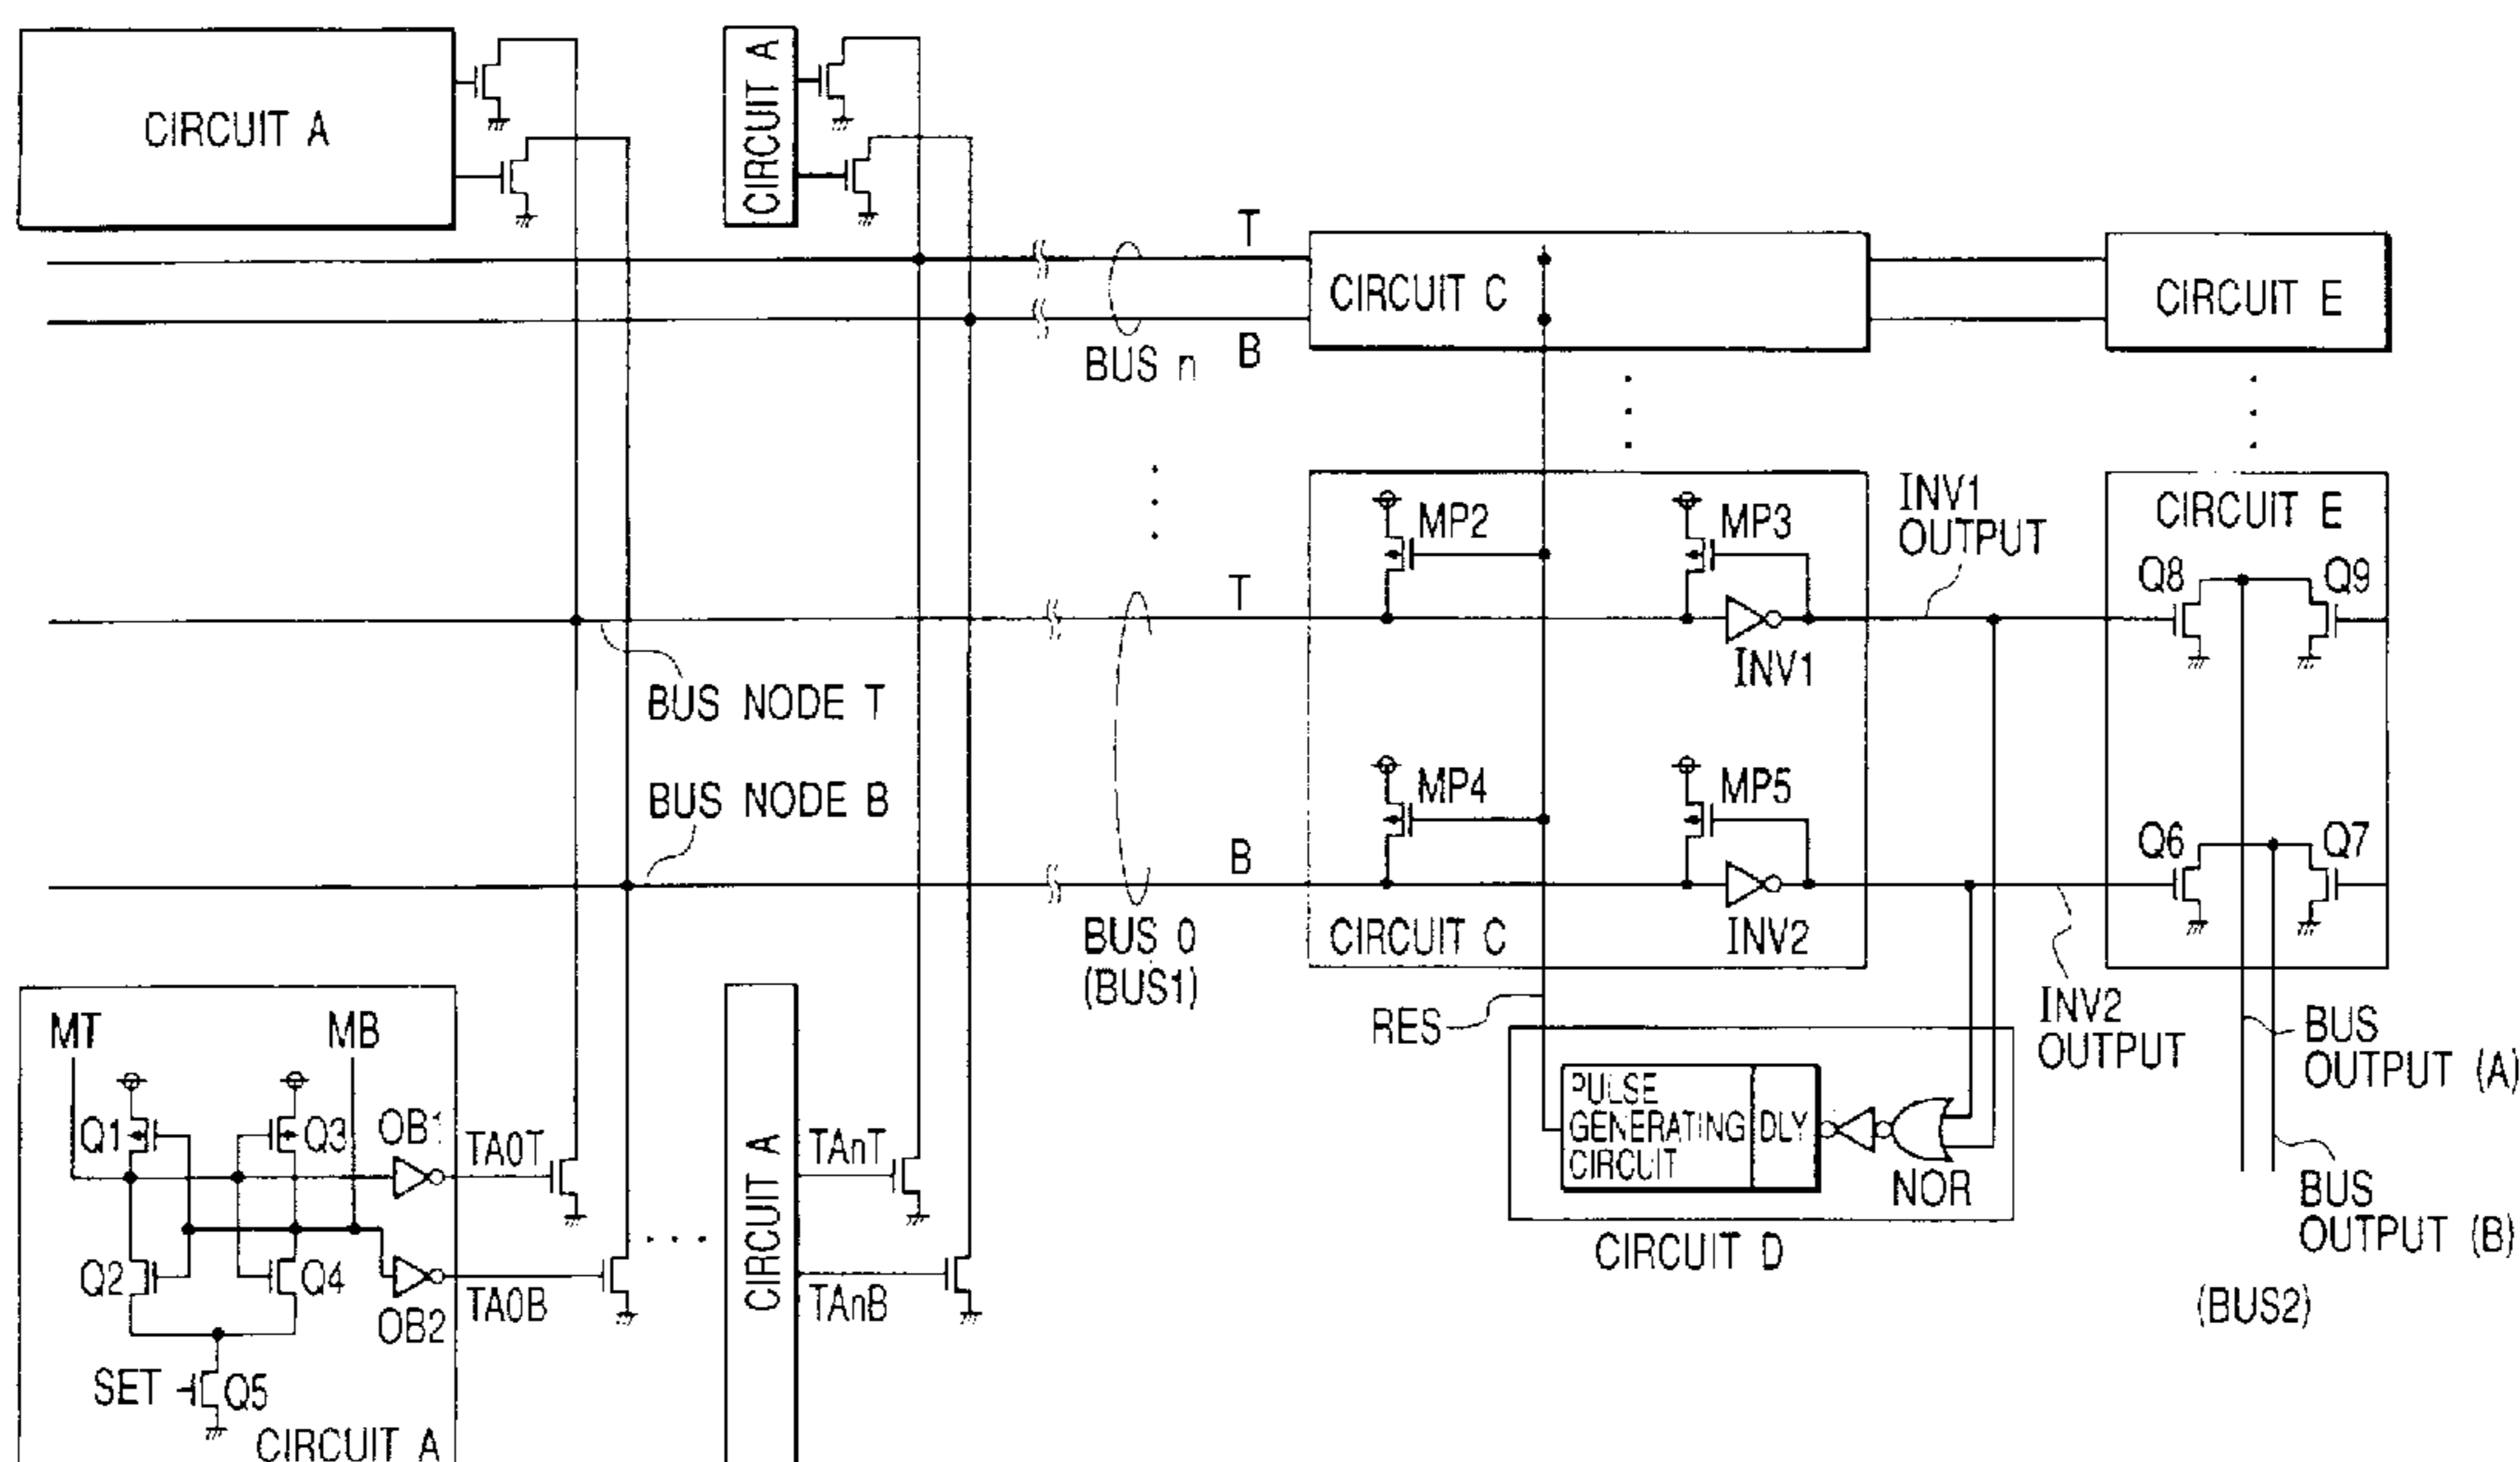 CIRCUIT A
CIRCUIT A
T
CIRCUIT C
CIRCUIT E
BUS n
B
MP2
MP3
INV1
OUTPUT
CIRCUIT E
Q8
Q9
T
INV1
BUS NODE T
BUS NODE B
MP4
MP5
Q6
Q7
B
BUS 0
(BUS1)
CIRCUIT C
INV2
RES
INV2
OUTPUT
BUS
OUTPUT (A)
MT
MB
Q1
Q3
OB1
TA0T
CIRCUIT A
TAnT
PULSE
GENERATING
CIRCUIT
DLY
NOR
BUS
OUTPUT (B)
Q2
Q4
OB2
TA0B
TAnB
CIRCUIT D
(BUS2)
SET
Q5
CIRCUIT A